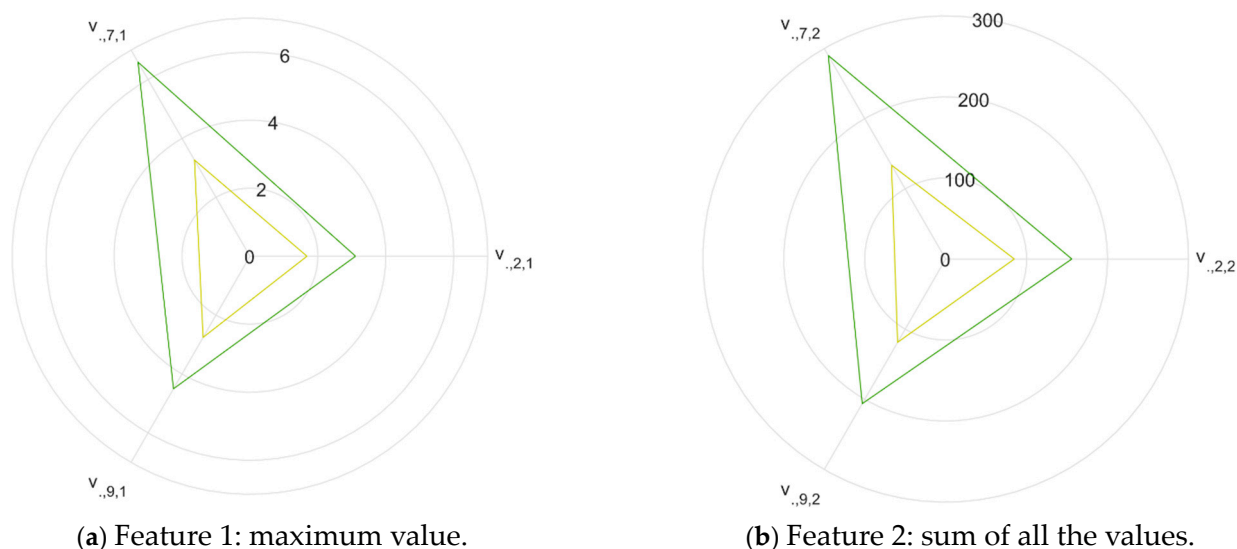 v.,7,1
6
4
2
0
v.,2,1
v.,9,1
(a) Feature 1: maximum value.
v.,7,2
300
200
100
0
v.,2,2
v.,9,2
(b) Feature 2: sum of all the values.